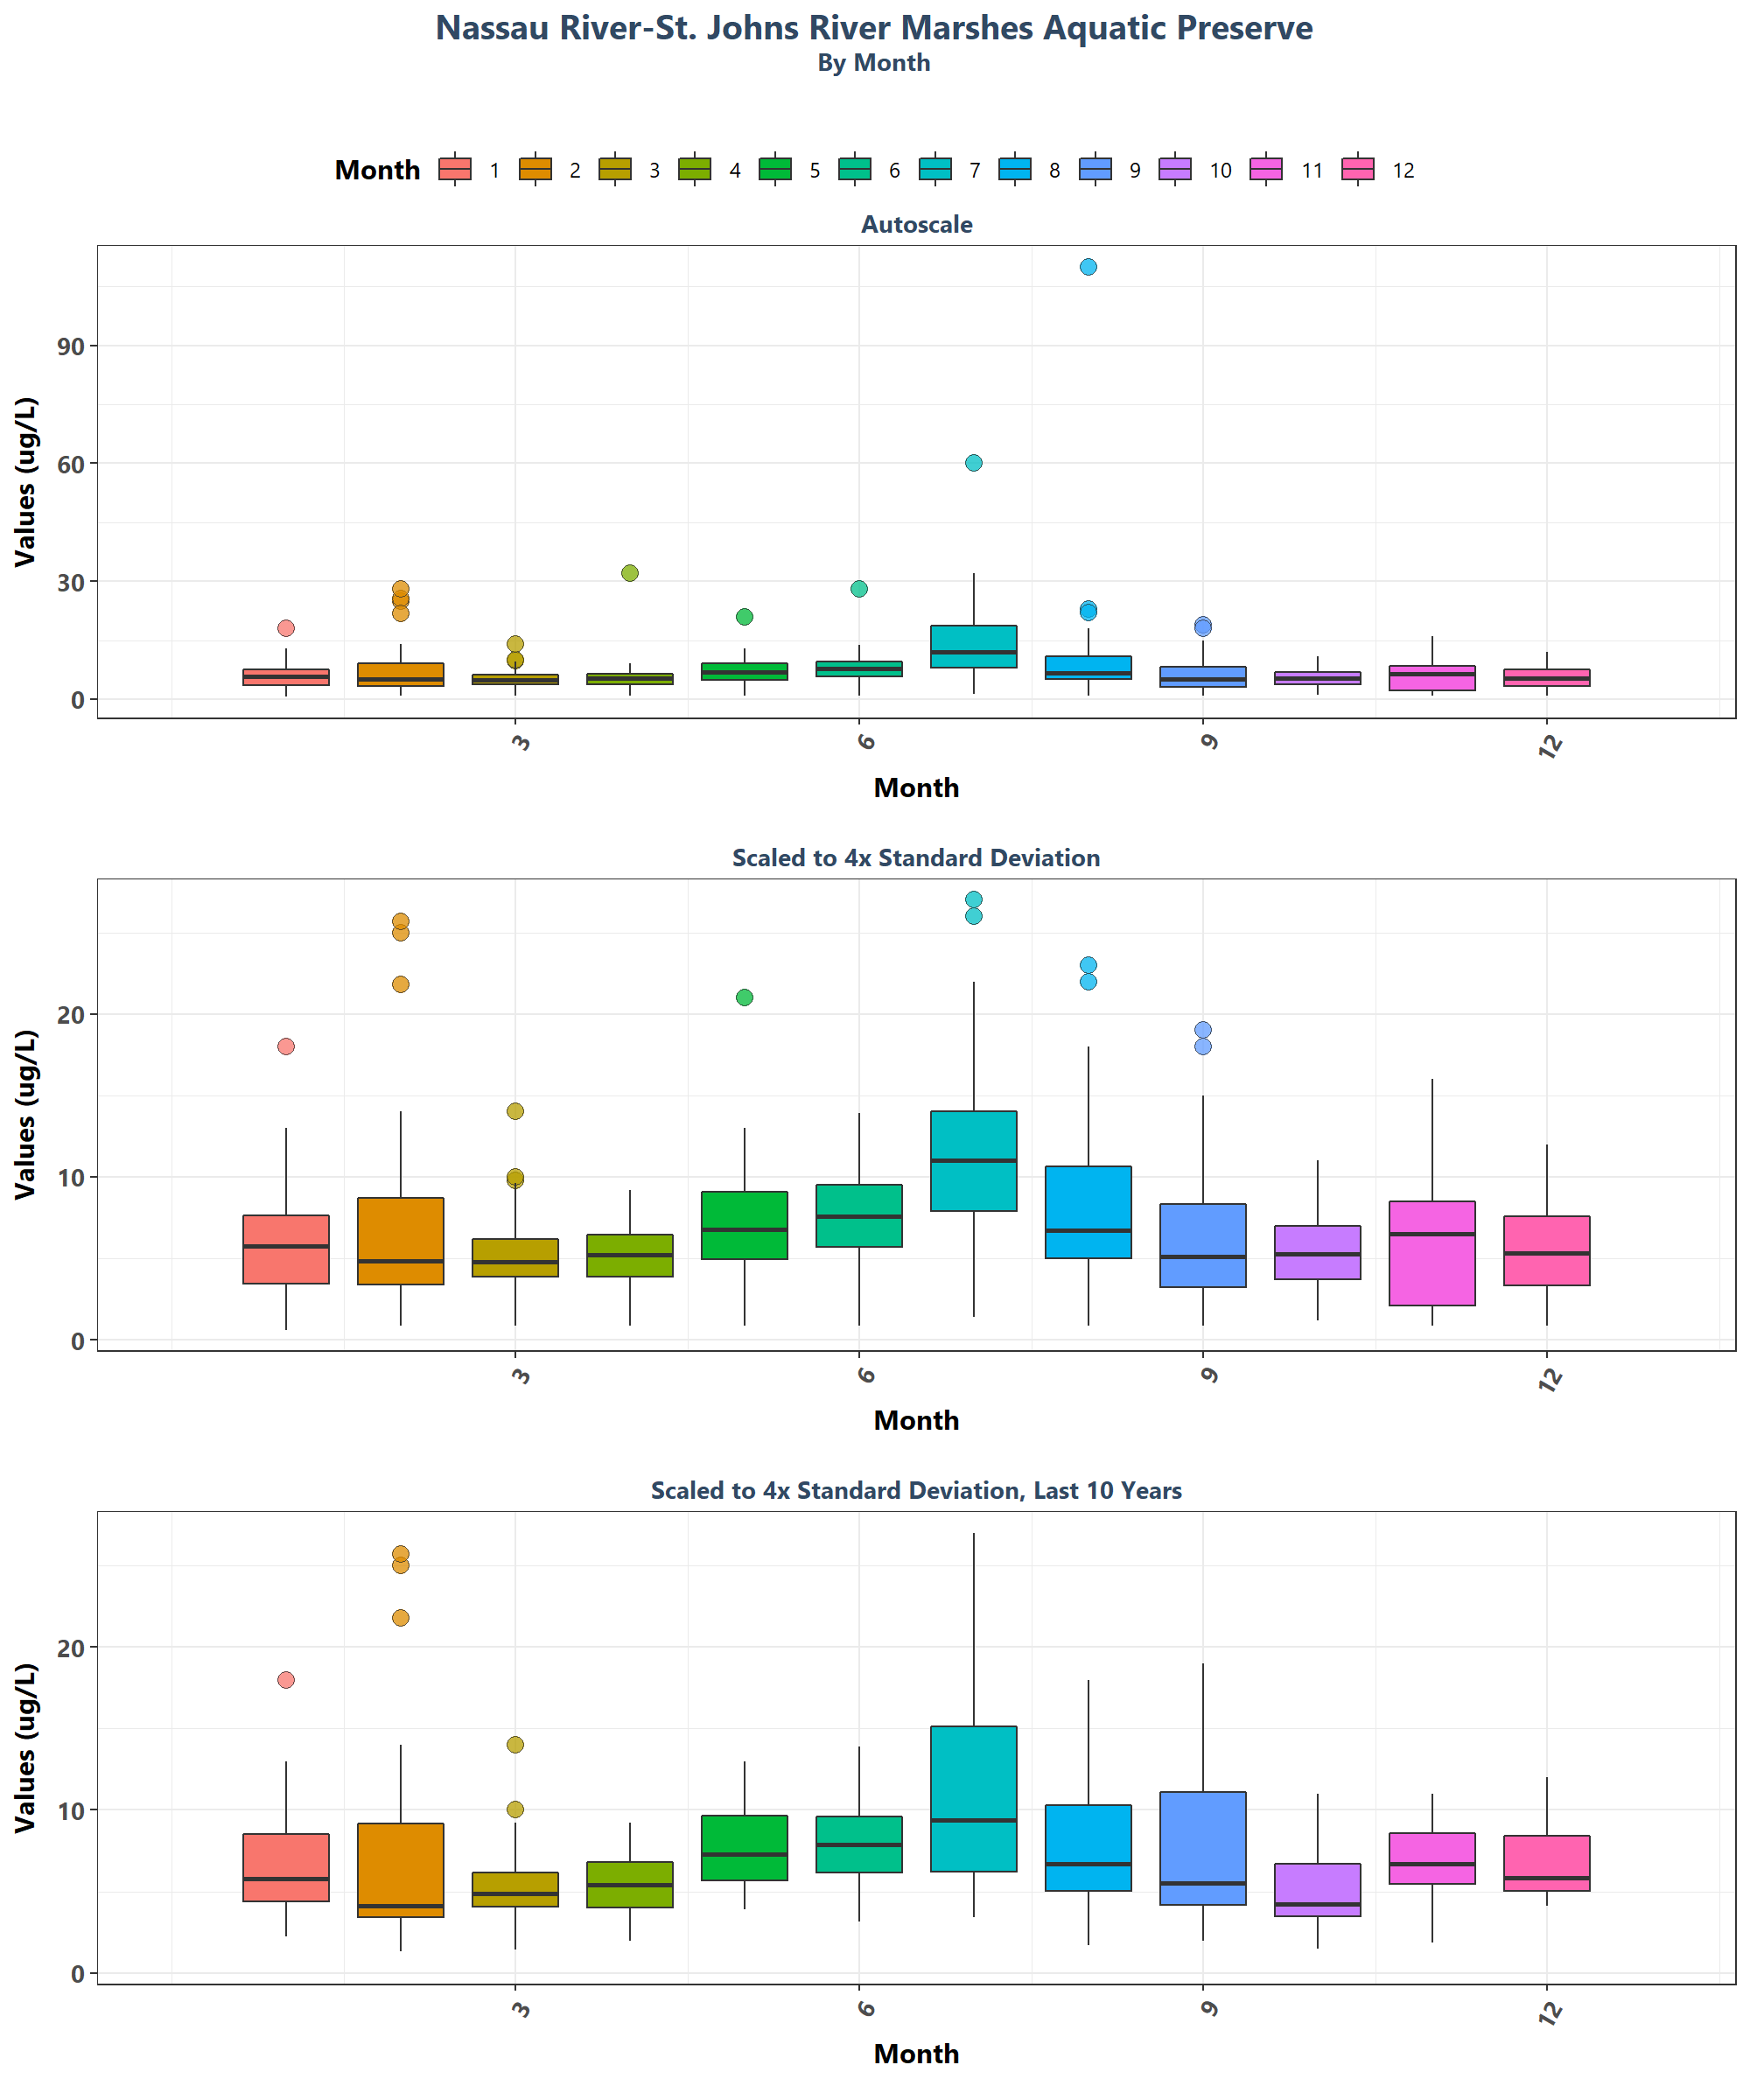 Nassau River-St. Johns River Marshes Aquatic Preserve
By Month
Month 1 2 3 4 5 6 7 8 9 10 11 12
Autoscale
Values (ug/L)
90
60
30
0
3 6 9 12
Month
Scaled to 4x Standard Deviation
Values (ug/L)
20
10
0
3 6 9 12
Month
Scaled to 4x Standard Deviation, Last 10 Years
Values (ug/L)
20
10
0
3 6 9 12
Month